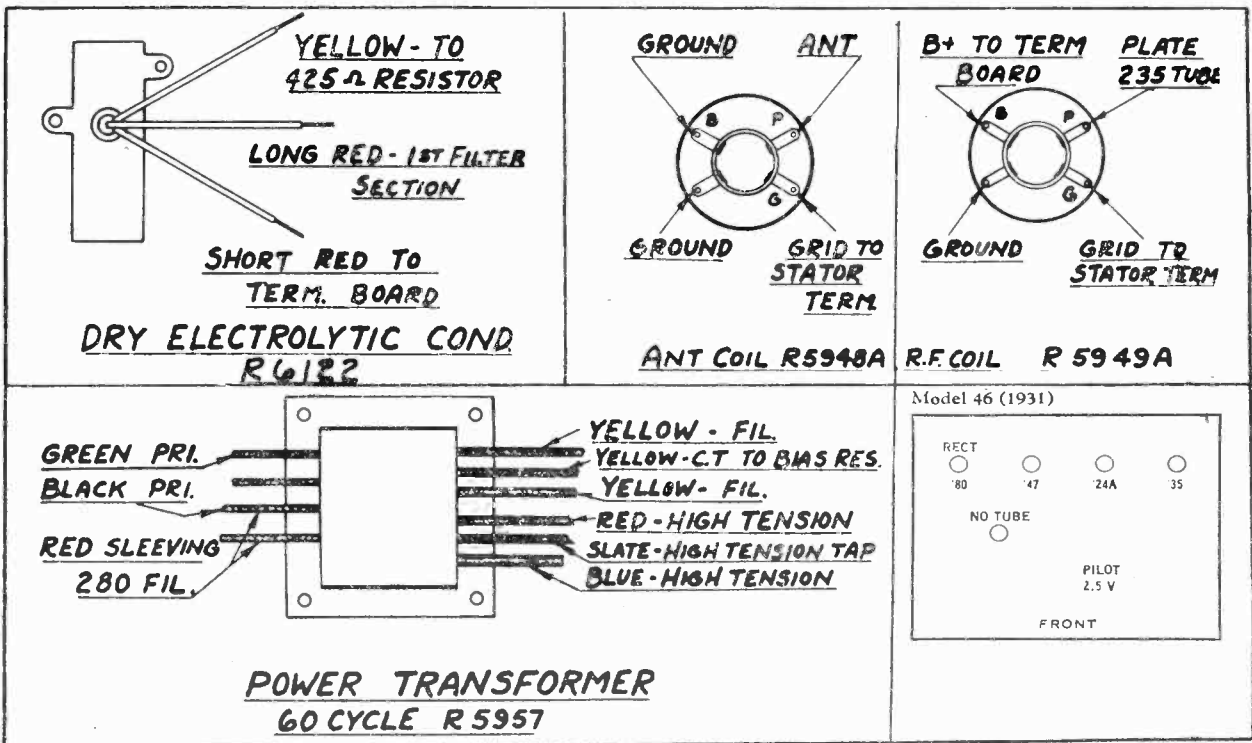 YELLOW - TO
425 Ω RESISTOR
LONG RED - 1ST FILTER
SECTION
SHORT RED TO
TERM. BOARD
DRY ELECTROLYTIC COND.
R6122
GROUND ANT
B P
G
GROUND GRID TO
STATOR
TERM.
ANT COIL R5948A
B+ TO TERM
BOARD
PLATE
235 TUBE
B P
G
GROUND GRID TO
STATOR TERM
R.F. COIL R 5949A
GREEN PRI.
BLACK PRI.
RED SLEEVING
280 FIL.
YELLOW - FIL.
YELLOW-C.T TO BIAS RES.
YELLOW- FIL.
RED-HIGH TENSION
SLATE-HIGH TENSION TAP
BLUE-HIGH TENSION
POWER TRANSFORMER
60 CYCLE R 5957
Model 46 (1931)
RECT
'80 '47 '24A '35
NO TUBE
PILOT
2.5 V
FRONT